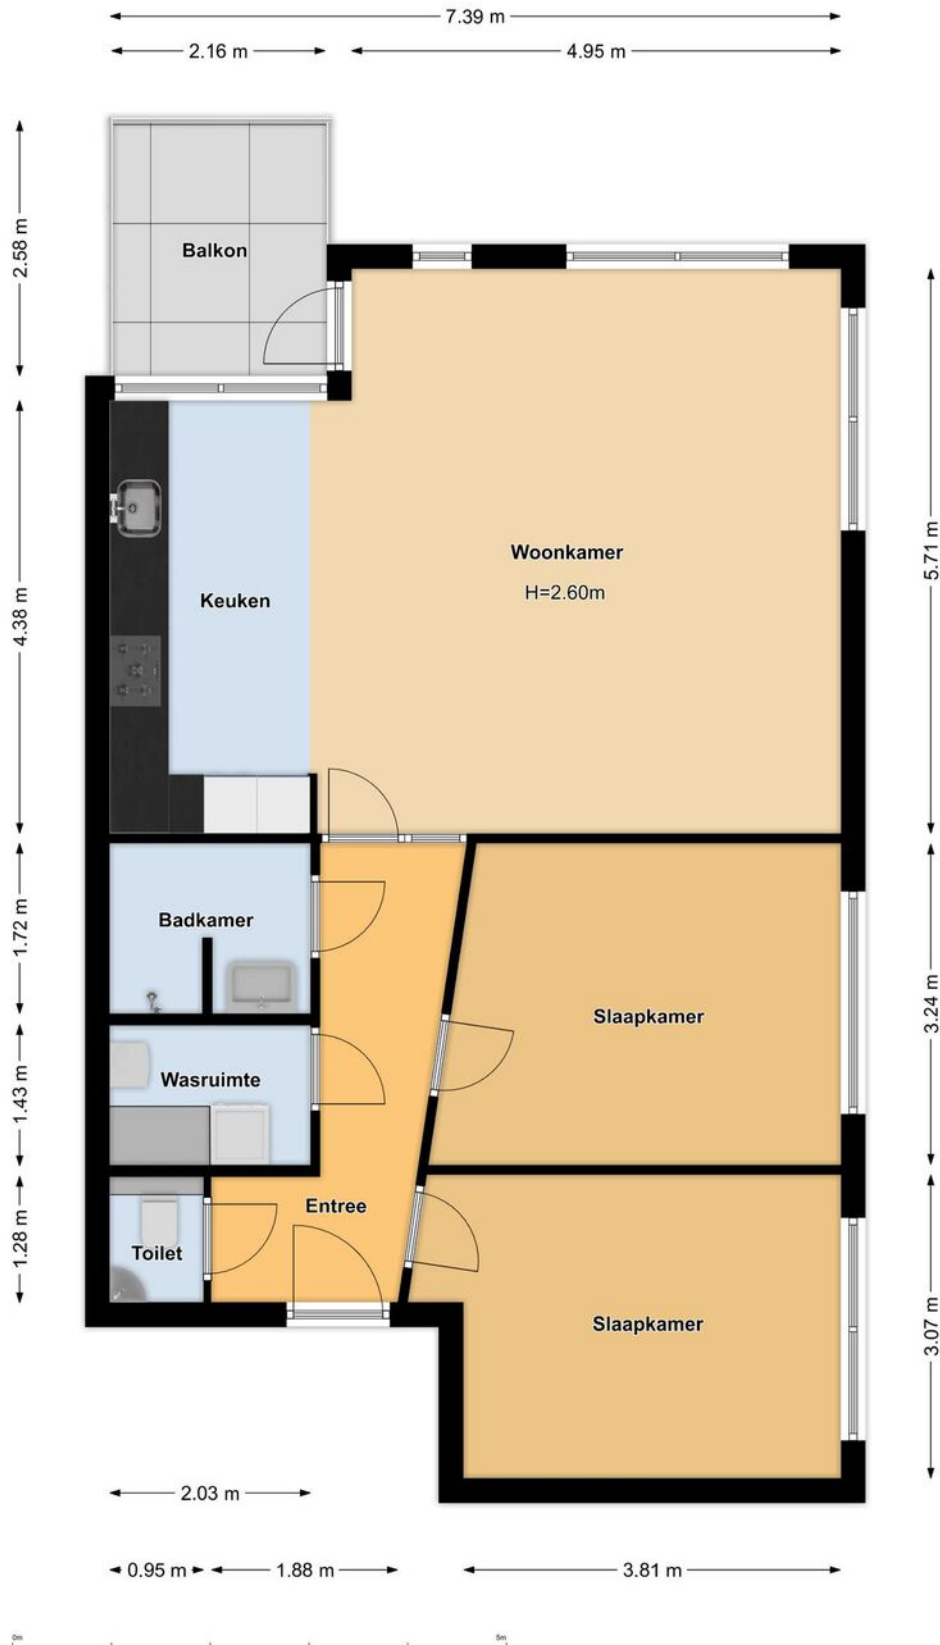 7.39 m
2.16 m
4.95 m
2.58 m
Balkon
Woonkamer
H=2.60m
5.71 m
Keuken
4.38 m
Badkamer
1.72 m
Slaapkamer
3.24 m
Wasruimte
1.43 m
Entree
Toilet
1.28 m
Slaapkamer
3.07 m
2.03 m
0.95 m
1.88 m
3.81 m
0m
5m